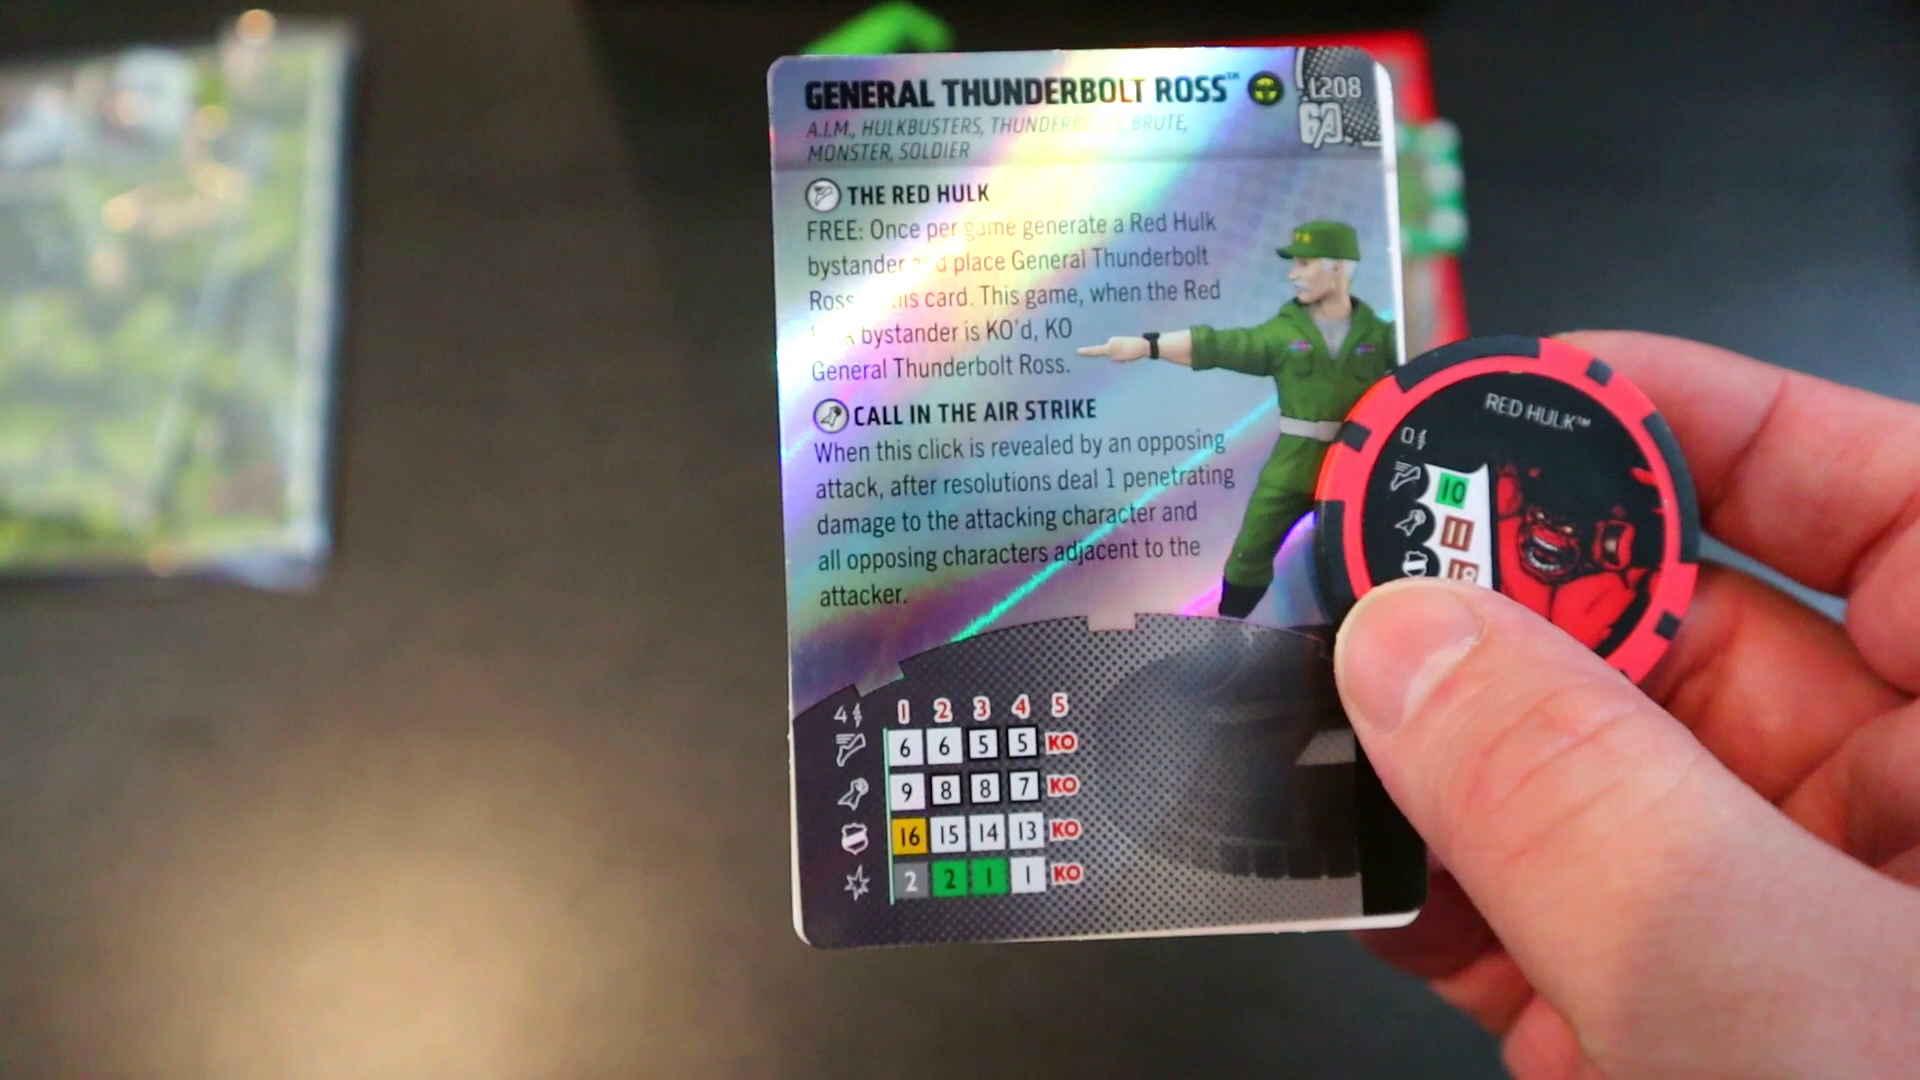 GENERAL THUNDERBOLT ROSS™ L208
A.I.M., HULKBUSTERS, BRUTE,
MONSTER, SOLDIER
THE RED HULK
FREE: Once per game generate a Red Hulk
bystander place General Thunderbolt
Ross card. This game, when the Red
bystander is KO'd, KO
General Thunderbolt Ross.
CALL IN THE AIR STRIKE
When this click is revealed by an opposing
attack, after resolutions deal 1 penetrating
damage to the attacking character and
all opposing characters adjacent to the
attacker.
4 1 2 3 4 5
6 6 5 5 KO
9 8 8 7 KO
16 15 14 13 KO
2 2 1 1 KO
RED HULK™
0
10
11